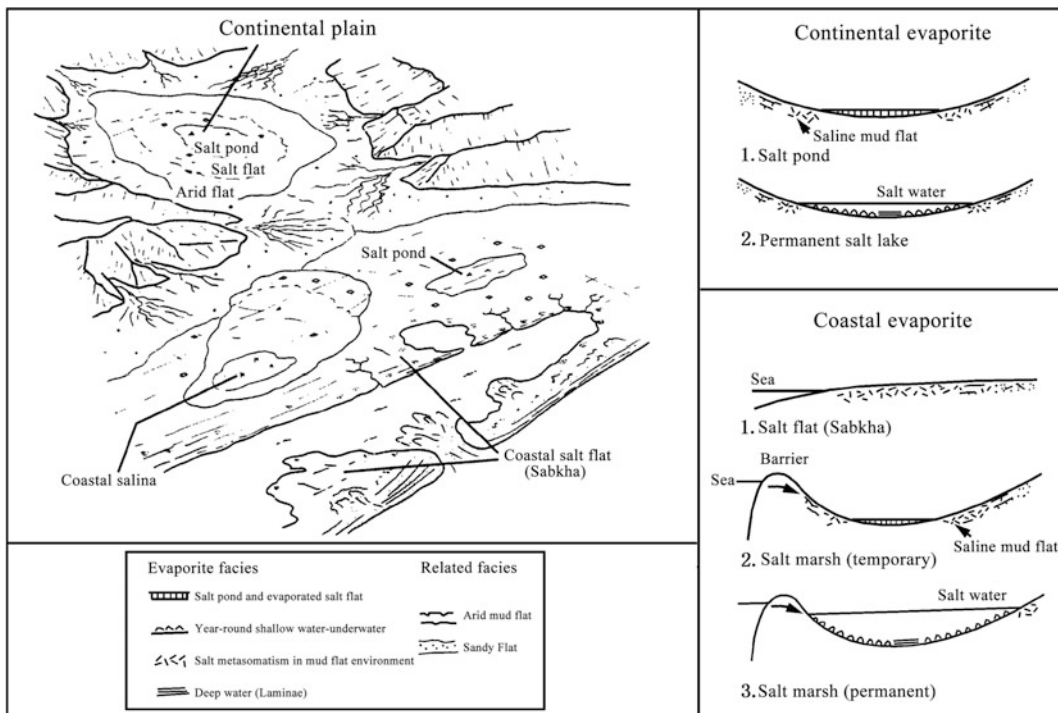 Continental plain
Salt pond
Salt flat
Arid flat
Salt pond
Coastal salina
Coastal salt flat
(Sabkha)
Evaporite facies
Salt pond and evaporated salt flat
Year-round shallow water-underwater
Salt metasomatism in mud flat environment
Deep water (Laminae)
Related facies
Arid mud flat
Sandy Flat
Continental evaporite
Saline mud flat
1. Salt pond
Salt water
2. Permanent salt lake
Coastal evaporite
Sea
1. Salt flat (Sabkha)
Barrier
Sea
Saline mud flat
2. Salt marsh (temporary)
Salt water
3. Salt marsh (permanent)